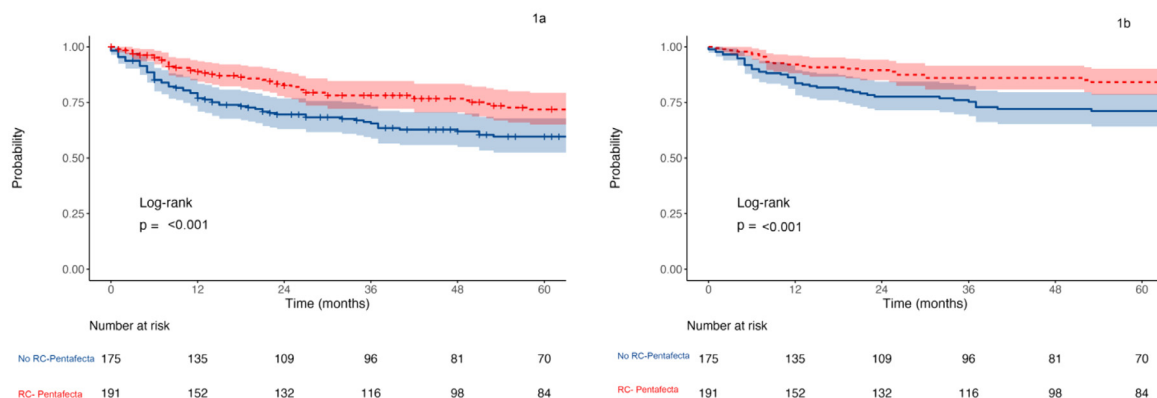 1a
1.00
0.75
0.50
0.25
0.00
Probability
Log-rank
p = <0.001
0 12 24 36 48 60
Time (months)
Number at risk
No RC-Pentafecta 175 135 109 96 81 70
RC- Pentafecta 191 152 132 116 98 84
1b
1.00
0.75
0.50
0.25
0.00
Probability
Log-rank
p = <0.001
0 12 24 36 48 60
Time (months)
Number at risk
No RC-Pentafecta 175 135 109 96 81 70
RC- Pentafecta 191 152 132 116 98 84